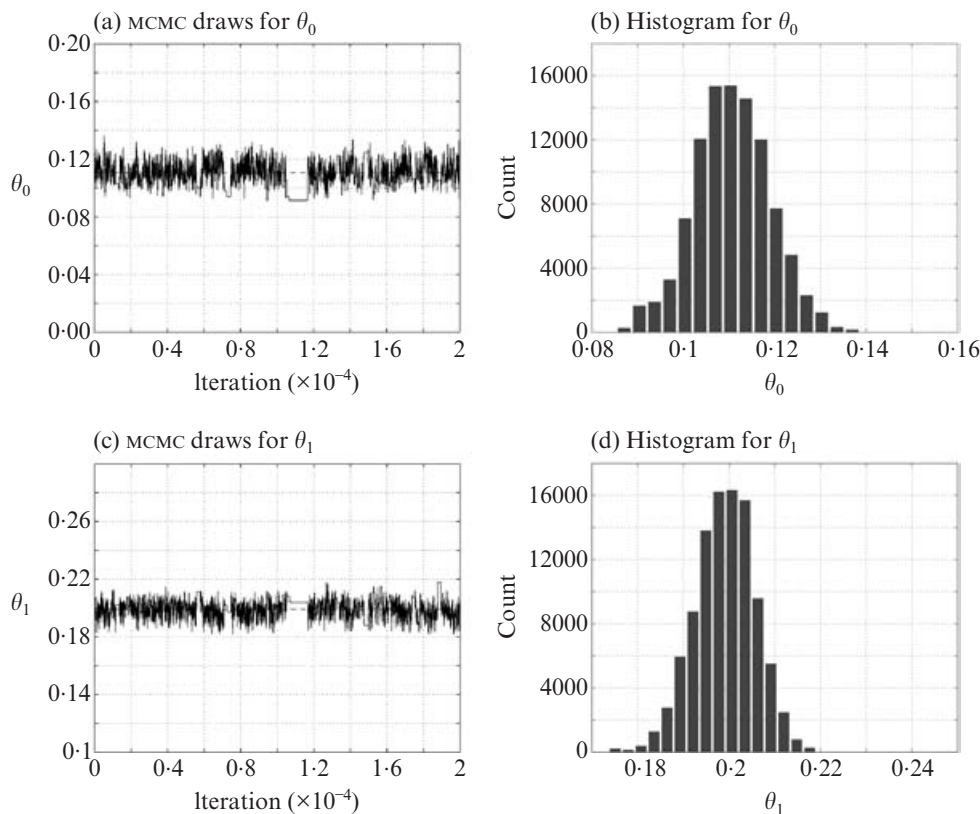 (a) MCMC draws for θ0
0·20
0·16
0·12
0·08
0·04
0·00
θ0
0 0·4 0·8 1·2 1·6 2
Iteration (×10–4)
(b) Histogram for θ0
16000
12000
8000
4000
0
Count
0·08 0·1 0·12 0·14 0·16
θ0
(c) MCMC draws for θ1
0·26
0·22
0·18
0·14
0·1
θ1
0 0·4 0·8 1·2 1·6 2
Iteration (×10–4)
(d) Histogram for θ1
16000
12000
8000
4000
0
Count
0·18 0·2 0·22 0·24
θ1